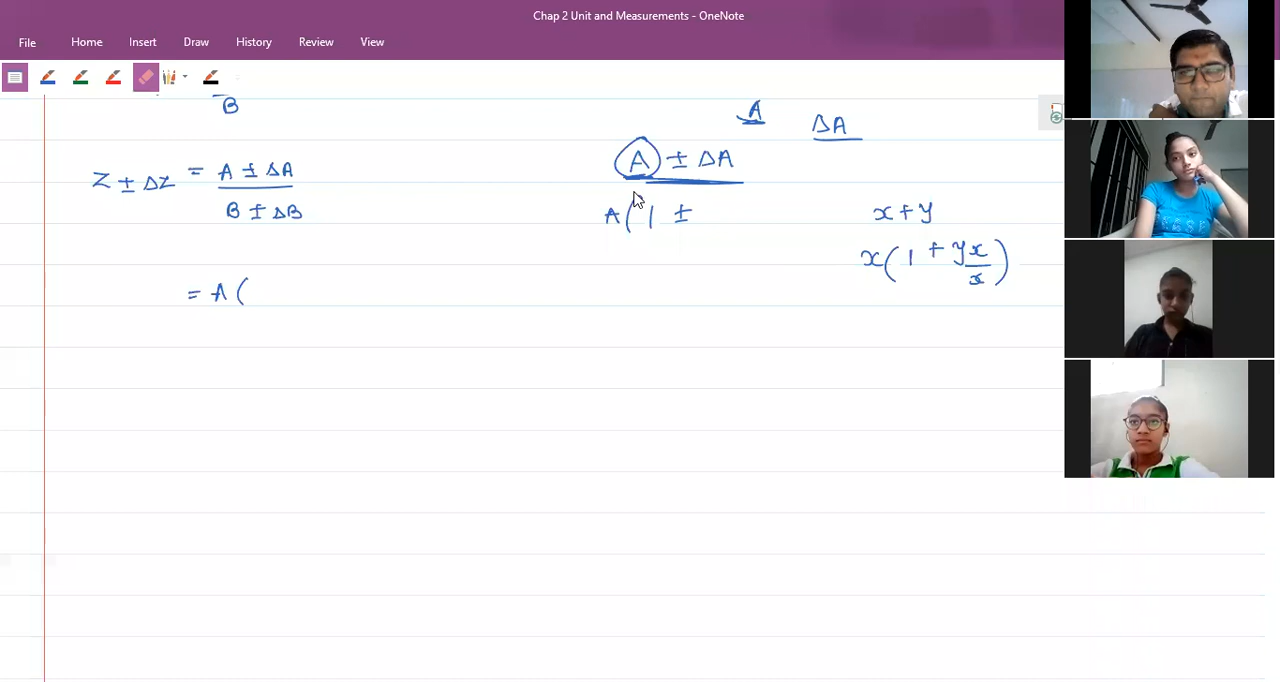 Chap 2 Unit and Measurements - OneNote
File Home Insert Draw History Review View
B
A ΔA
A ± ΔA
Z ± ΔZ = A ± ΔA
B ± ΔB
A ( 1 ±
x + y
x ( 1 + y x / x )
= A (